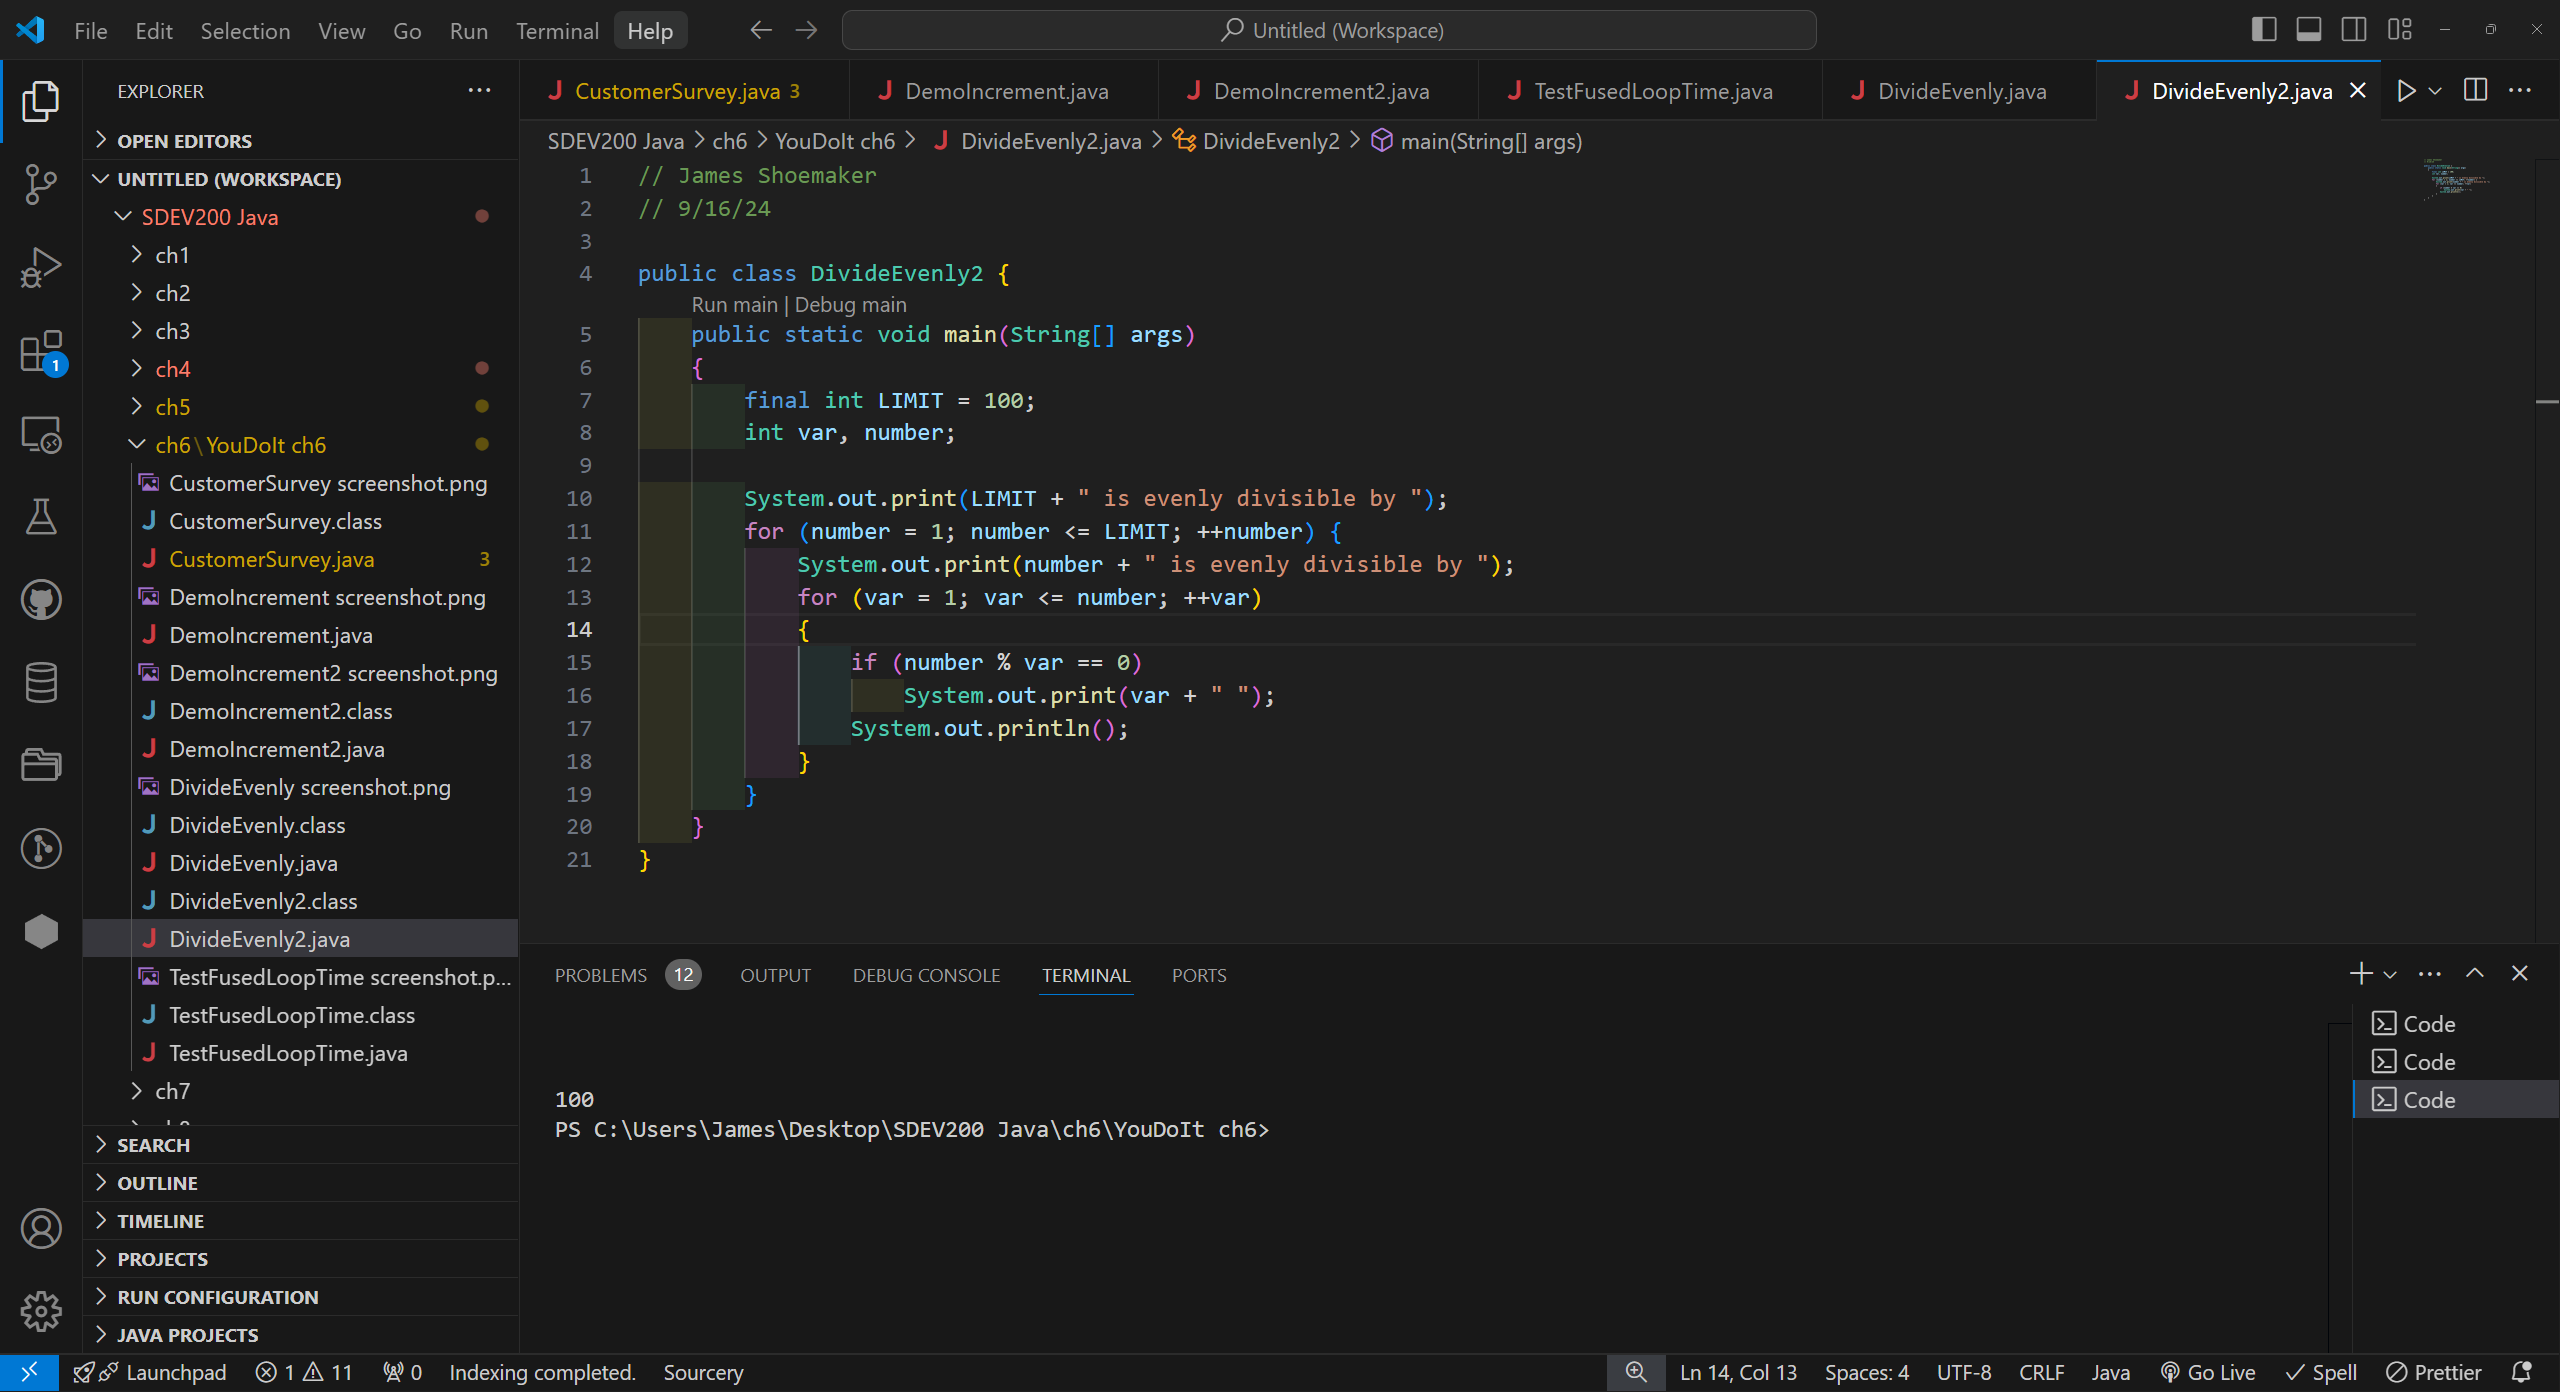 File Edit Selection View Go Run Terminal Help
Untitled (Workspace)
EXPLORER
OPEN EDITORS
UNTITLED (WORKSPACE)
SDEV200 Java
ch1
ch2
ch3
ch4
ch5
ch6\YouDoIt ch6
CustomerSurvey screenshot.png
CustomerSurvey.class
CustomerSurvey.java 3
DemoIncrement screenshot.png
DemoIncrement.java
DemoIncrement2 screenshot.png
DemoIncrement2.class
DemoIncrement2.java
DivideEvenly screenshot.png
DivideEvenly.class
DivideEvenly.java
DivideEvenly2.class
DivideEvenly2.java
TestFusedLoopTime screenshot.p...
TestFusedLoopTime.class
TestFusedLoopTime.java
ch7
SEARCH
OUTLINE
TIMELINE
PROJECTS
RUN CONFIGURATION
JAVA PROJECTS
1
CustomerSurvey.java 3 DemoIncrement.java DemoIncrement2.java TestFusedLoopTime.java DivideEvenly.java DivideEvenly2.java
SDEV200 Java > ch6 > YouDoIt ch6 > DivideEvenly2.java > DivideEvenly2 > main(String[] args)
1 // James Shoemaker
2 // 9/16/24
3
4 public class DivideEvenly2 {
Run main | Debug main
5 public static void main(String[] args)
6 {
7 final int LIMIT = 100;
8 int var, number;
9
10 System.out.print(LIMIT + " is evenly divisible by ");
11 for (number = 1; number <= LIMIT; ++number) {
12 System.out.print(number + " is evenly divisible by ");
13 for (var = 1; var <= number; ++var)
14 {
15 if (number % var == 0)
16 System.out.print(var + " ");
17 System.out.println();
18 }
19 }
20 }
21 }
PROBLEMS 12 OUTPUT DEBUG CONSOLE TERMINAL PORTS
100
PS C:\Users\James\Desktop\SDEV200 Java\ch6\YouDoIt ch6>
Code
Code
Code
Launchpad 1 11 0 Indexing completed. Sourcery Ln 14, Col 13 Spaces: 4 UTF-8 CRLF Java Go Live Spell Prettier